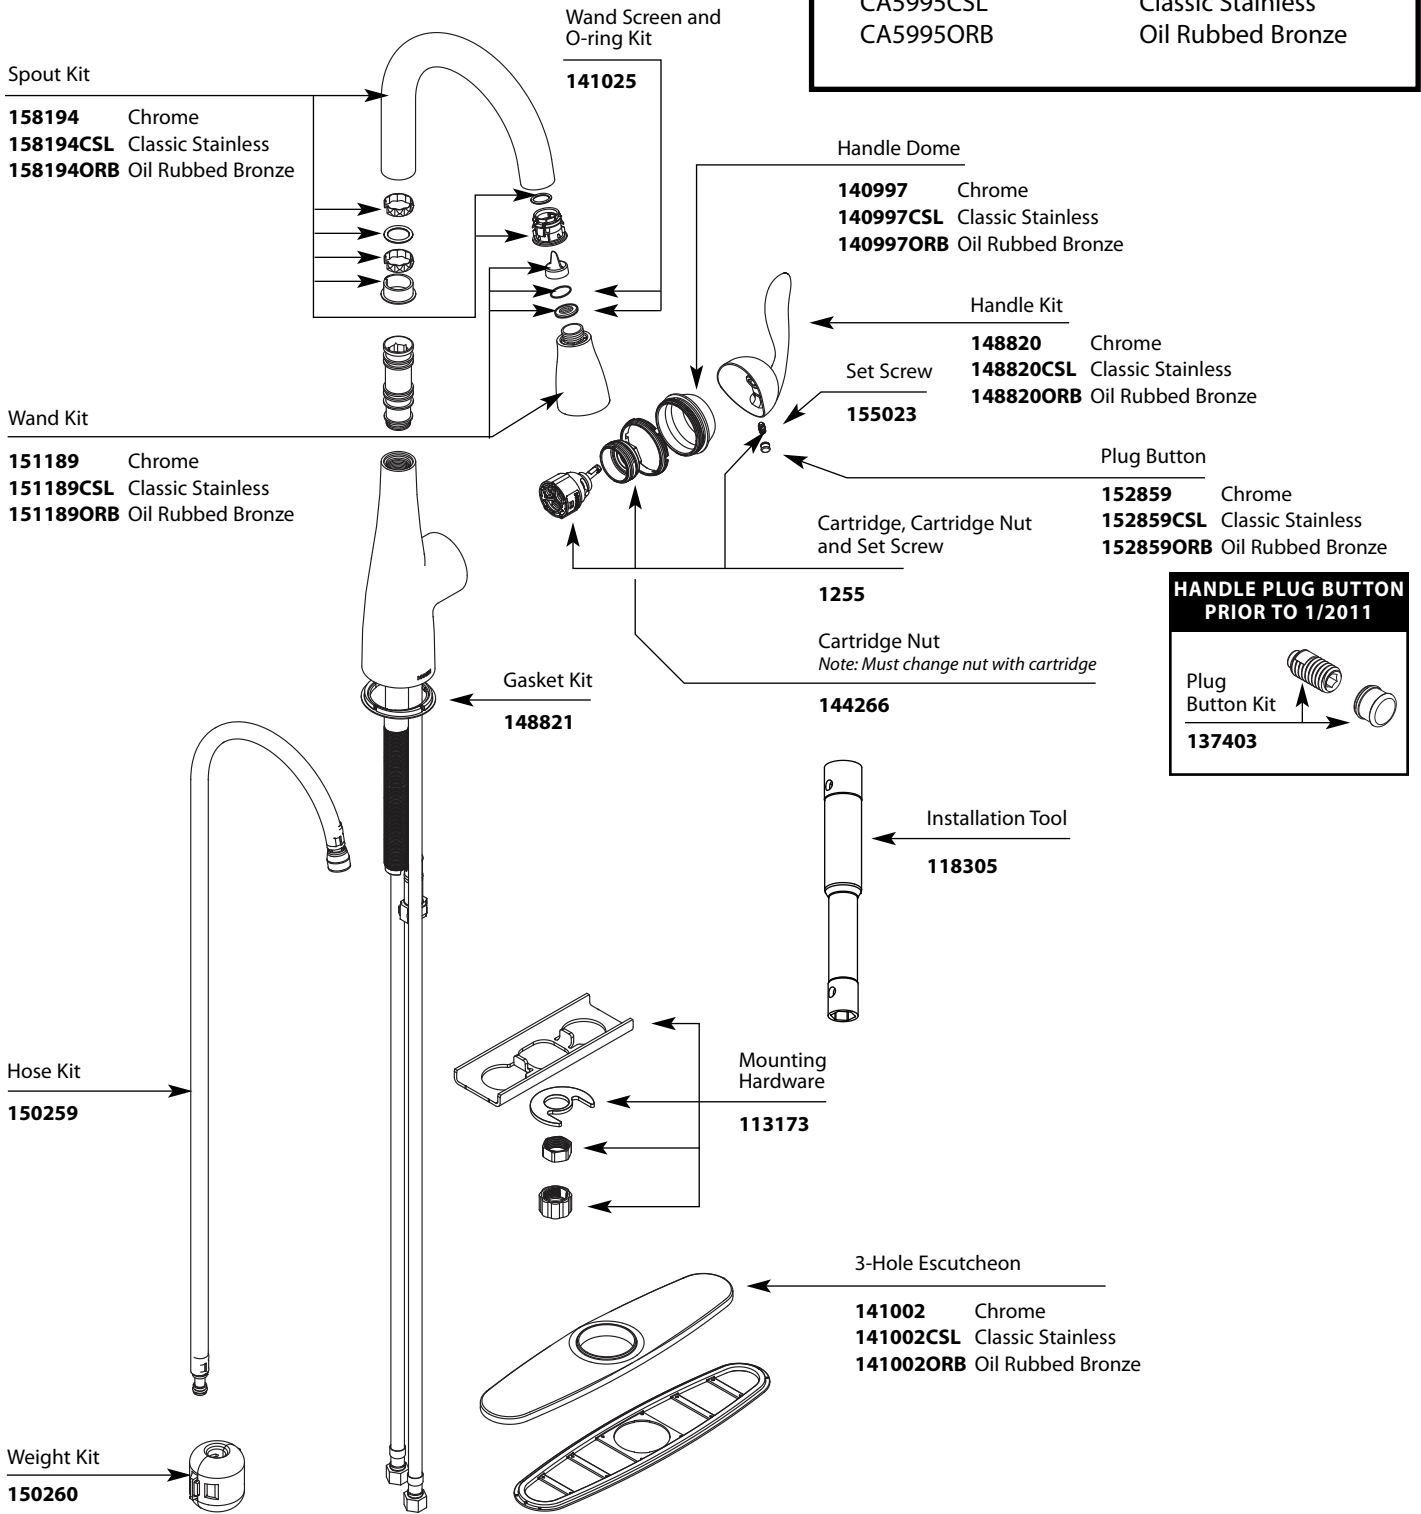 CA5995CSL Classic Stainless
CA5995ORB Oil Rubbed Bronze
Wand Screen and
O-ring Kit
141025
Spout Kit
158194 Chrome
158194CSL Classic Stainless
158194ORB Oil Rubbed Bronze
Handle Dome
140997 Chrome
140997CSL Classic Stainless
140997ORB Oil Rubbed Bronze
Handle Kit
148820 Chrome
148820CSL Classic Stainless
148820ORB Oil Rubbed Bronze
Set Screw
155023
Wand Kit
151189 Chrome
151189CSL Classic Stainless
151189ORB Oil Rubbed Bronze
Plug Button
152859 Chrome
152859CSL Classic Stainless
152859ORB Oil Rubbed Bronze
Cartridge, Cartridge Nut
and Set Screw
1255
HANDLE PLUG BUTTON
PRIOR TO 1/2011
Plug
Button Kit
137403
Cartridge Nut
Note: Must change nut with cartridge
144266
Gasket Kit
148821
Installation Tool
118305
Hose Kit
150259
Mounting
Hardware
113173
3-Hole Escutcheon
141002 Chrome
141002CSL Classic Stainless
141002ORB Oil Rubbed Bronze
Weight Kit
150260